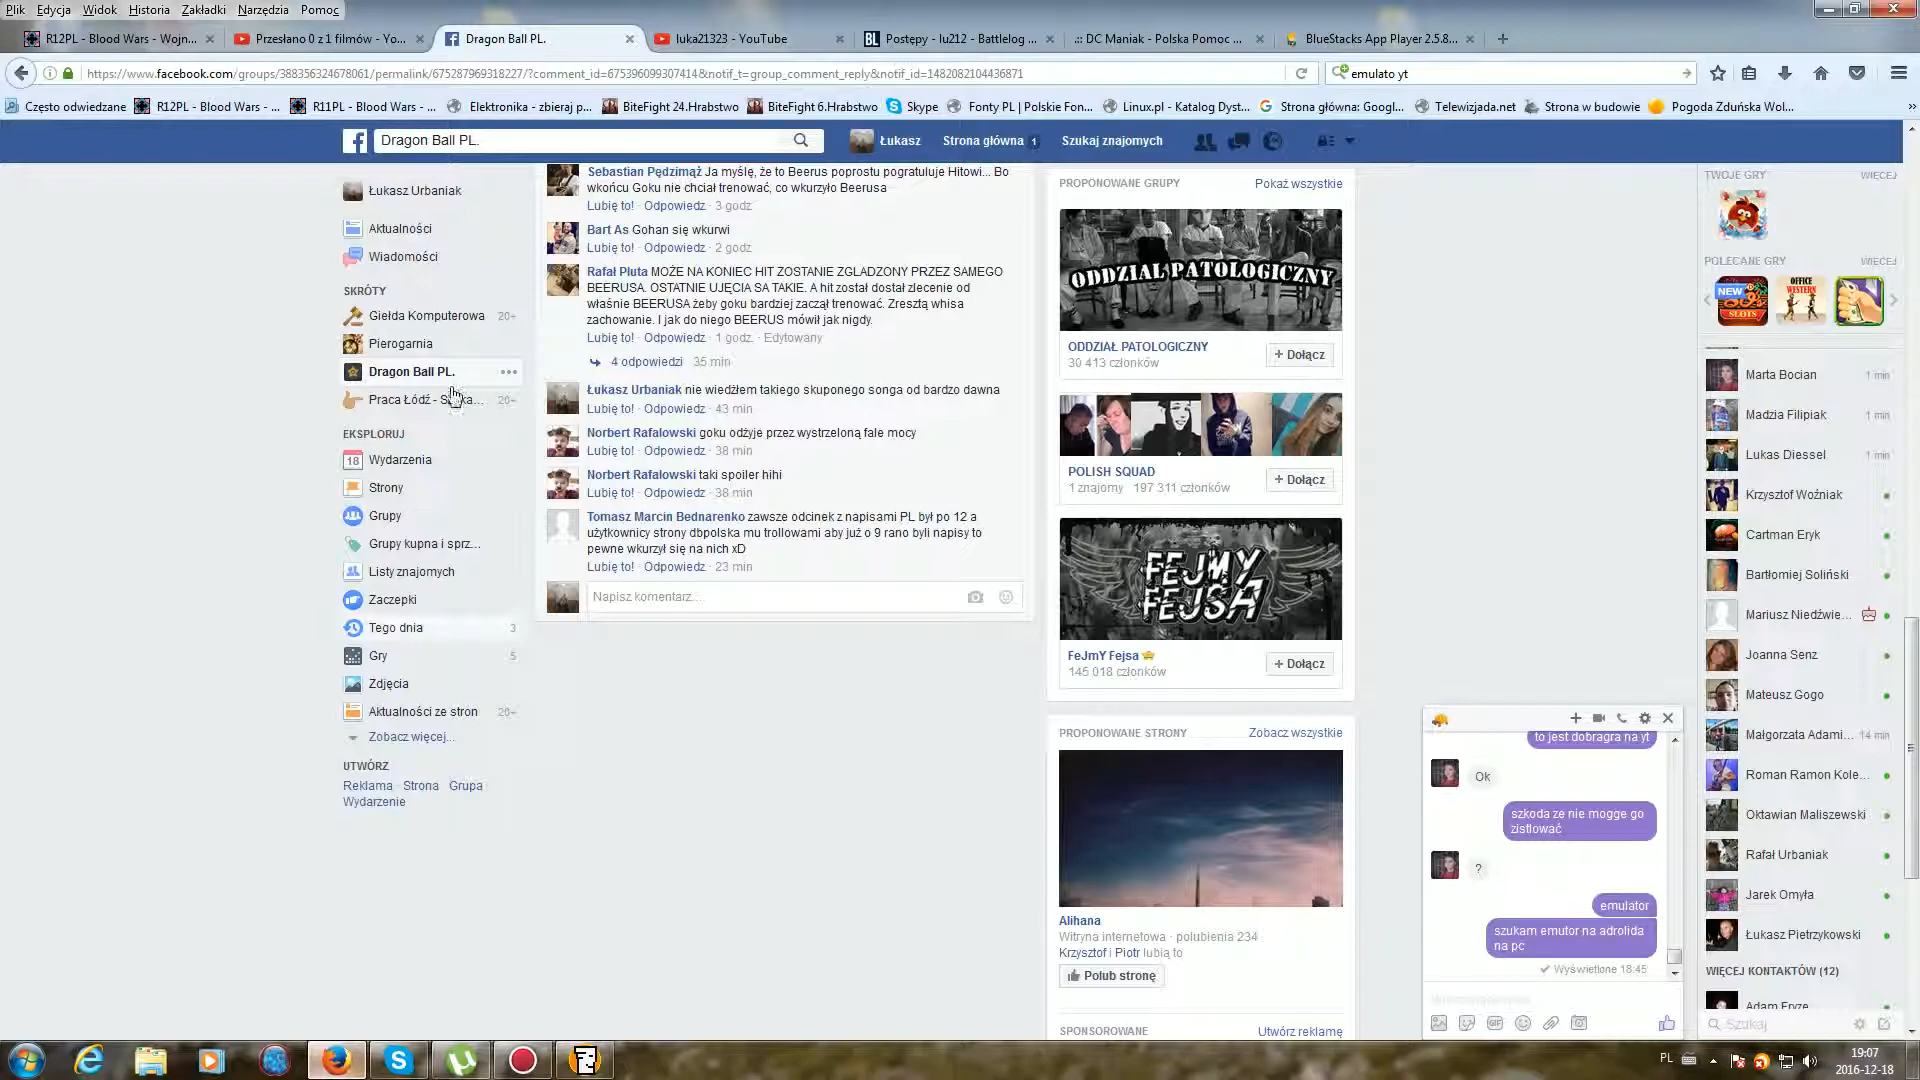 Plik Edycja Widok Historia Zakładki Narzędzia Pomoc
R12PL - Blood Wars - Wojn...
Przesłano 0 z 1 filmów - Yo...
Dragon Ball PL.
luka21323 - YouTube
Postępy - lu212 - Battlelog ...
.:: DC Maniak - Polska Pomoc ...
BlueStacks App Player 2.5.8...
https://www.facebook.com/groups/388356324678061/permalink/675287969318227/?comment_id=675396099307414&notif_t=group_comment_reply&notif_id=1482082104436871
emulato yt
Często odwiedzane
R12PL - Blood Wars - ...
R11PL - Blood Wars - ...
Elektronika - zbieraj p...
BiteFight 24.Hrabstwo
BiteFight 6.Hrabstwo
Skype
Fonty PL | Polskie Fon...
Linux.pl - Katalog Dyst...
Strona główna: Googl...
Telewizjada.net
Strona w budowie
Pogoda Zduńska Wol...
Dragon Ball PL.
Łukasz
Strona główna 1
Szukaj znajomych
Łukasz Urbaniak
Aktualności
Wiadomości
SKRÓTY
Giełda Komputerowa 20+
Pierogarnia
Dragon Ball PL.
Praca Łódź - S 20+
EKSPLORUJ
18 Wydarzenia
Strony
Grupy
Grupy kupna i sprz...
Listy znajomych
Zaczepki
Tego dnia 3
Gry 5
Zdjęcia
Aktualności ze stron 20+
Zobacz więcej...
UTWÓRZ
Reklama Strona Grupa
Wydarzenie
Sebastian Pędzimąż Ja myślę, że to Beerus poprostu pogratuluje Hitowi... Bo
wkońcu Goku nie chciał trenować, co wkurzyło Beerusa
Lubię to! · Odpowiedz · 3 godz.
Bart As Gohan się wkurwi
Lubię to! · Odpowiedz · 2 godz.
Rafał Pluta MOŻE NA KONIEC HIT ZOSTANIE ZGLADZONY PRZEZ SAMEGO
BEERUSA. OSTATNIE UJĘCIA SA TAKIE. A hit został dostał zlecenie od
właśnie BEERUSA żeby goku bardziej zaczął trenować. Zresztą whisa
zachowanie. I jak do niego BEERUS mówił jak nigdy.
Lubię to! · Odpowiedz · 1 godz. · Edytowany
4 odpowiedzi 35 min
Łukasz Urbaniak nie wiedźłem takiego skuponego songa od bardzo dawna
Lubię to! · Odpowiedz · 43 min
Norbert Rafalowski goku odżyje przez wystrzeloną fale mocy
Lubię to! · Odpowiedz · 38 min
Norbert Rafalowski taki spoiler hihi
Lubię to! · Odpowiedz · 38 min
Tomasz Marcin Bednarenko zawsze odcinek z napisami PL był po 12 a
użytkownicy strony dbpolska mu trollowami aby już o 9 rano byli napisy to
pewne wkurzył się na nich xD
Lubię to! · Odpowiedz · 23 min
Napisz komentarz...
PROPONOWANE GRUPY Pokaż wszystkie
ODDZIAŁ PATOLOGICZNY
ODDZIAŁ PATOLOGICZNY
30 413 członków
+ Dołącz
POLISH SQUAD
1 znajomy · 197 311 członków
+ Dołącz
FEJMY
FEJSA
FeJmY Fejsa
145 018 członków
+ Dołącz
PROPONOWANE STRONY Zobacz wszystkie
Alihana
Witryna internetowa · polubienia 234
Krzysztof i Piotr lubią to
Polub stronę
SPONSOROWANE Utwórz reklamę
TWOJE GRY WIĘCEJ
POLECANE GRY WIĘCEJ
NEW
SLOTS
OFFICE
WESTERN
Marta Bocian 1 min
Madzia Filipiak 1 min
Lukas Diessel 1 min
Krzysztof Woźniak
Cartman Eryk
Bartłomiej Soliński
Mariusz Niedźwie...
Joanna Senz
Mateusz Gogo
Małgorzata Adami... 14 min
Roman Ramon Kole...
Oktawian Maliszewski
Rafał Urbaniak
Jarek Omyła
Łukasz Pietrzykowski
WIĘCEJ KONTAKTÓW (12)
Adam Fryze
Szukaj
to jest dobragra na yt
Ok
szkoda ze nie mogge go
zistlować
?
emulator
szukam emutor na adrolida
na pc
Wyświetlone 18:45
GIF
PL
19:07
2016-12-18